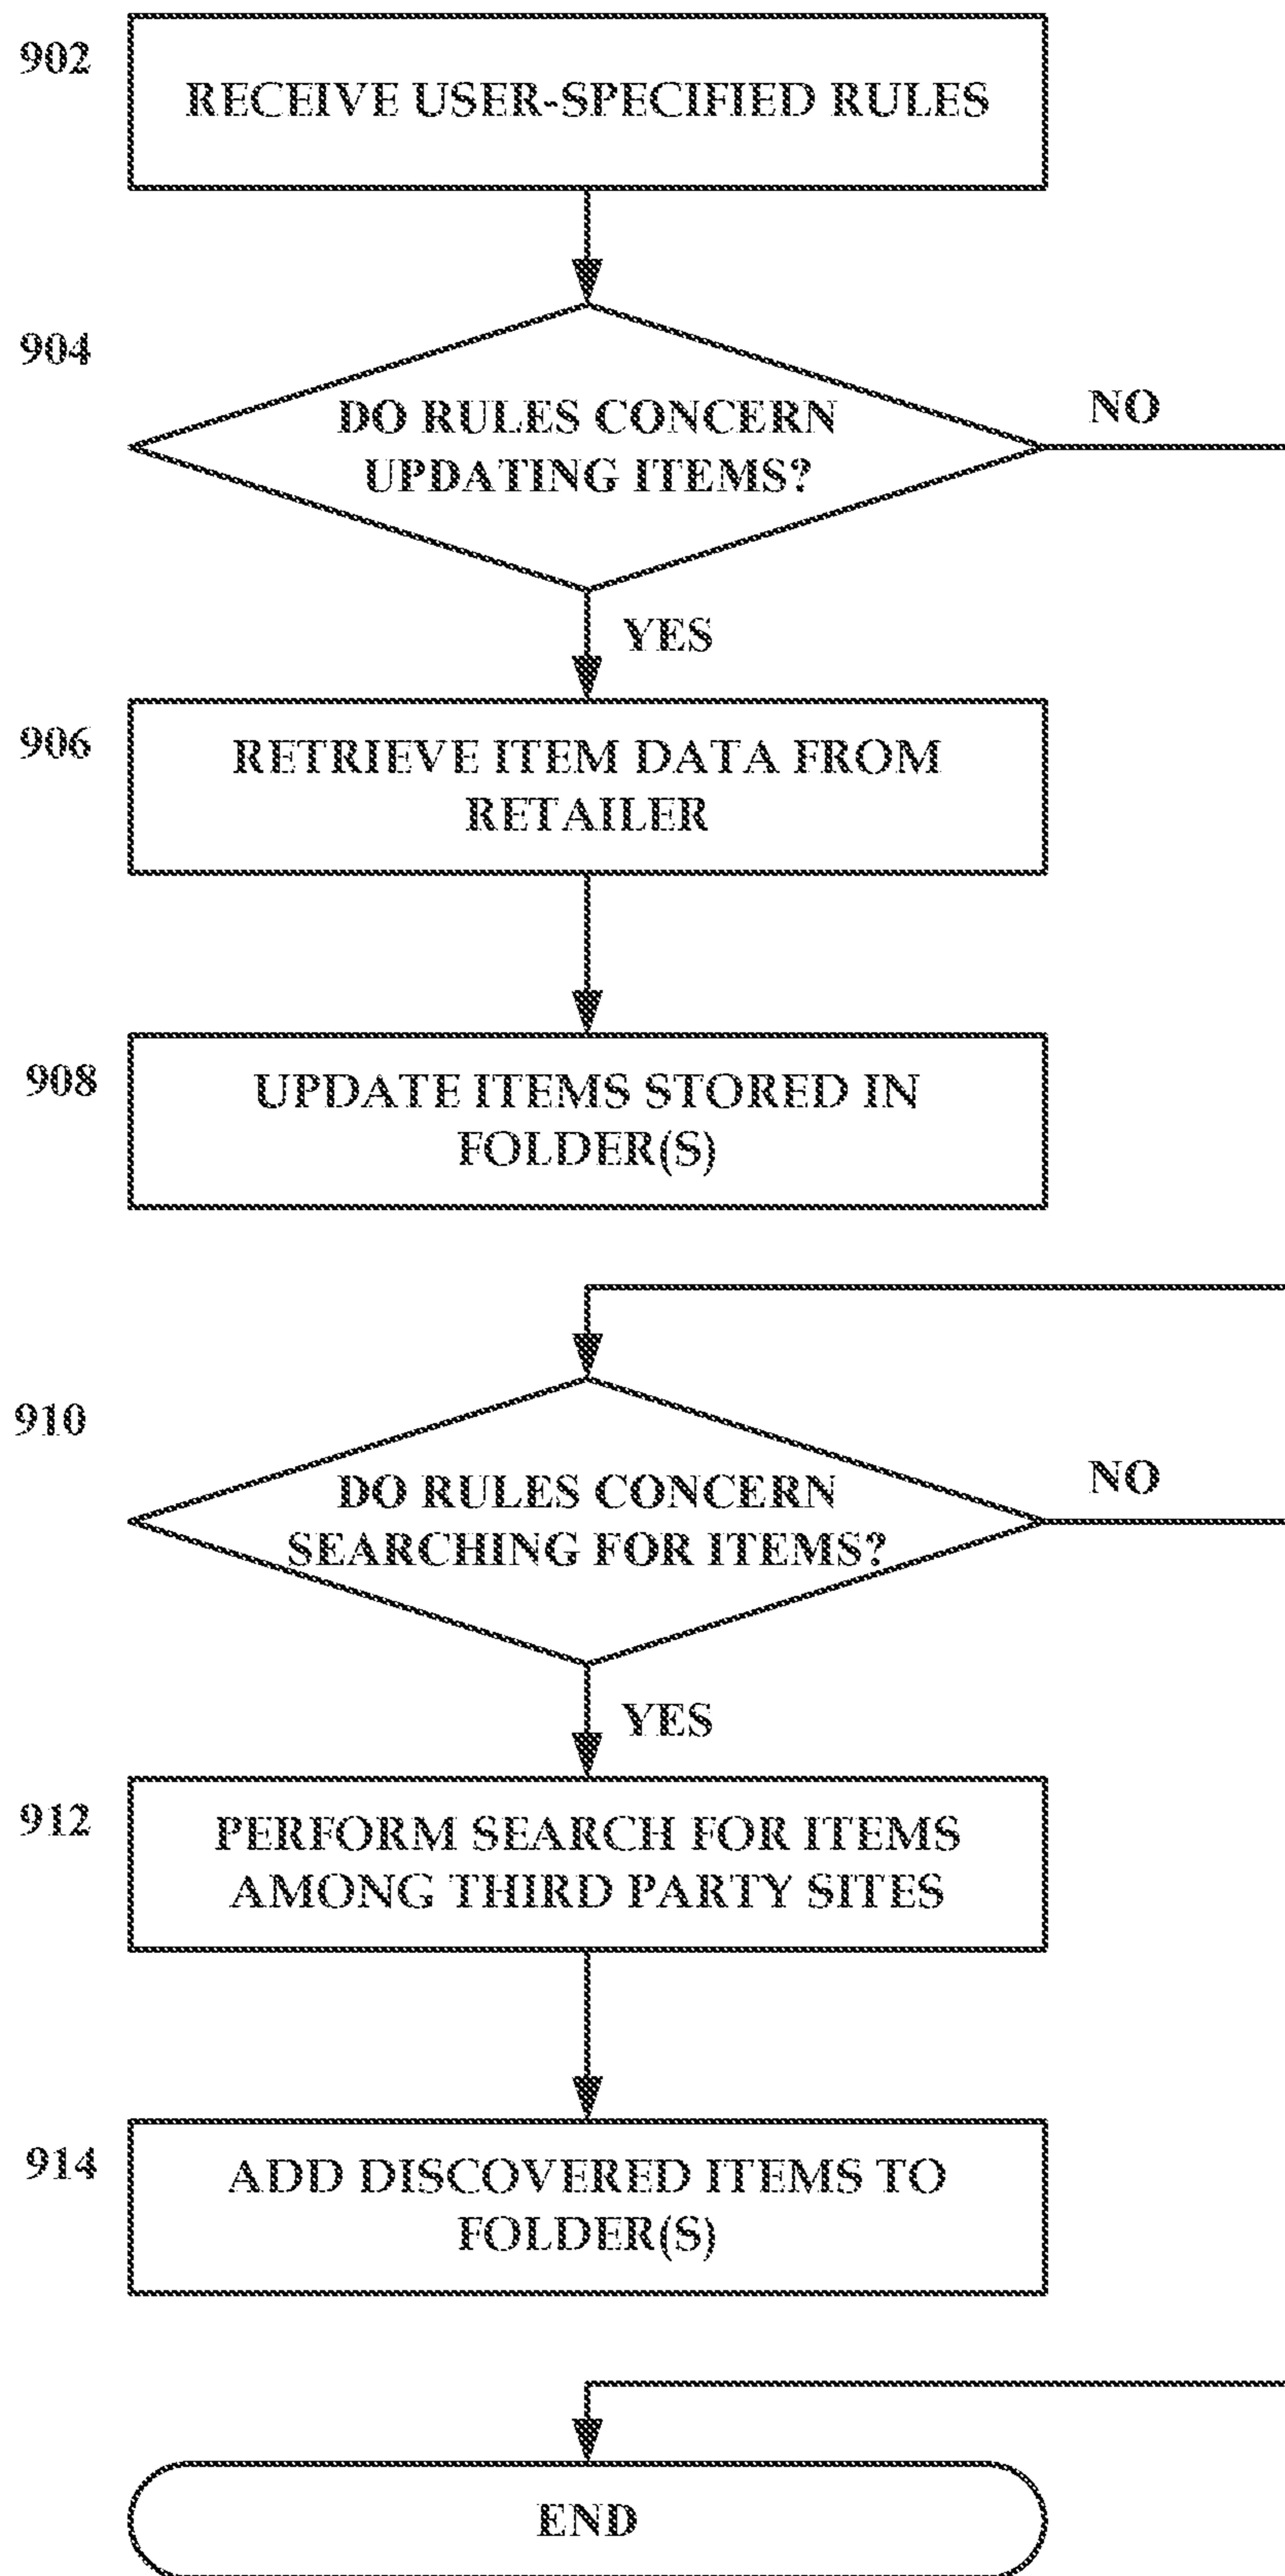 902
RECEIVE USER-SPECIFIED RULES
904
DO RULES CONCERN
UPDATING ITEMS?
NO
YES
906
RETRIEVE ITEM DATA FROM
RETAILER
908
UPDATE ITEMS STORED IN
FOLDER(S)
910
DO RULES CONCERN
SEARCHING FOR ITEMS?
NO
YES
912
PERFORM SEARCH FOR ITEMS
AMONG THIRD PARTY SITES
914
ADD DISCOVERED ITEMS TO
FOLDER(S)
END